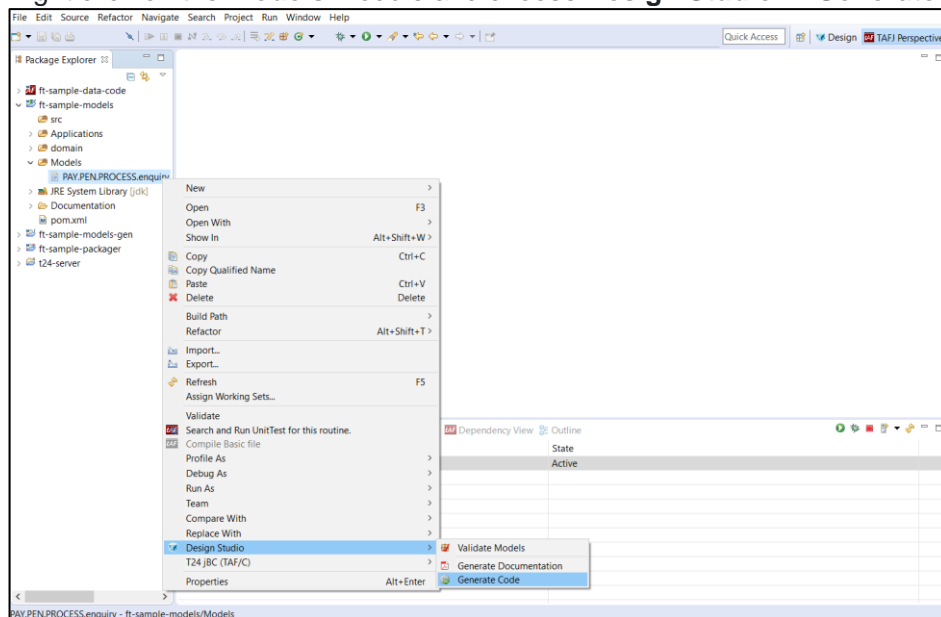 File Edit Source Refactor Navigate Search Project Run Window Help
Quick Access Design TAFJ Perspective
Package Explorer
ft-sample-data-code
ft-sample-models
src
Applications
domain
Models
PAY.PEN.PROCESS.enquiry
JRE System Library [jdk]
Documentation
pom.xml
ft-sample-models-gen
ft-sample-packager
t24-server
New
Open F3
Open With
Show In Alt+Shift+W
Copy Ctrl+C
Copy Qualified Name
Paste Ctrl+V
Delete Delete
Build Path
Refactor Alt+Shift+T
Import...
Export...
Refresh F5
Assign Working Sets...
Validate
Search and Run UnitTest for this routine.
Compile Basic file
Profile As
Debug As
Run As
Team
Compare With
Replace With
Design Studio
T24 jBC (TAF/C)
Properties Alt+Enter
Validate Models
Generate Documentation
Generate Code
Dependency View Outline
State
Active
PAY.PEN.PROCESS.enquiry - ft-sample-models/Models